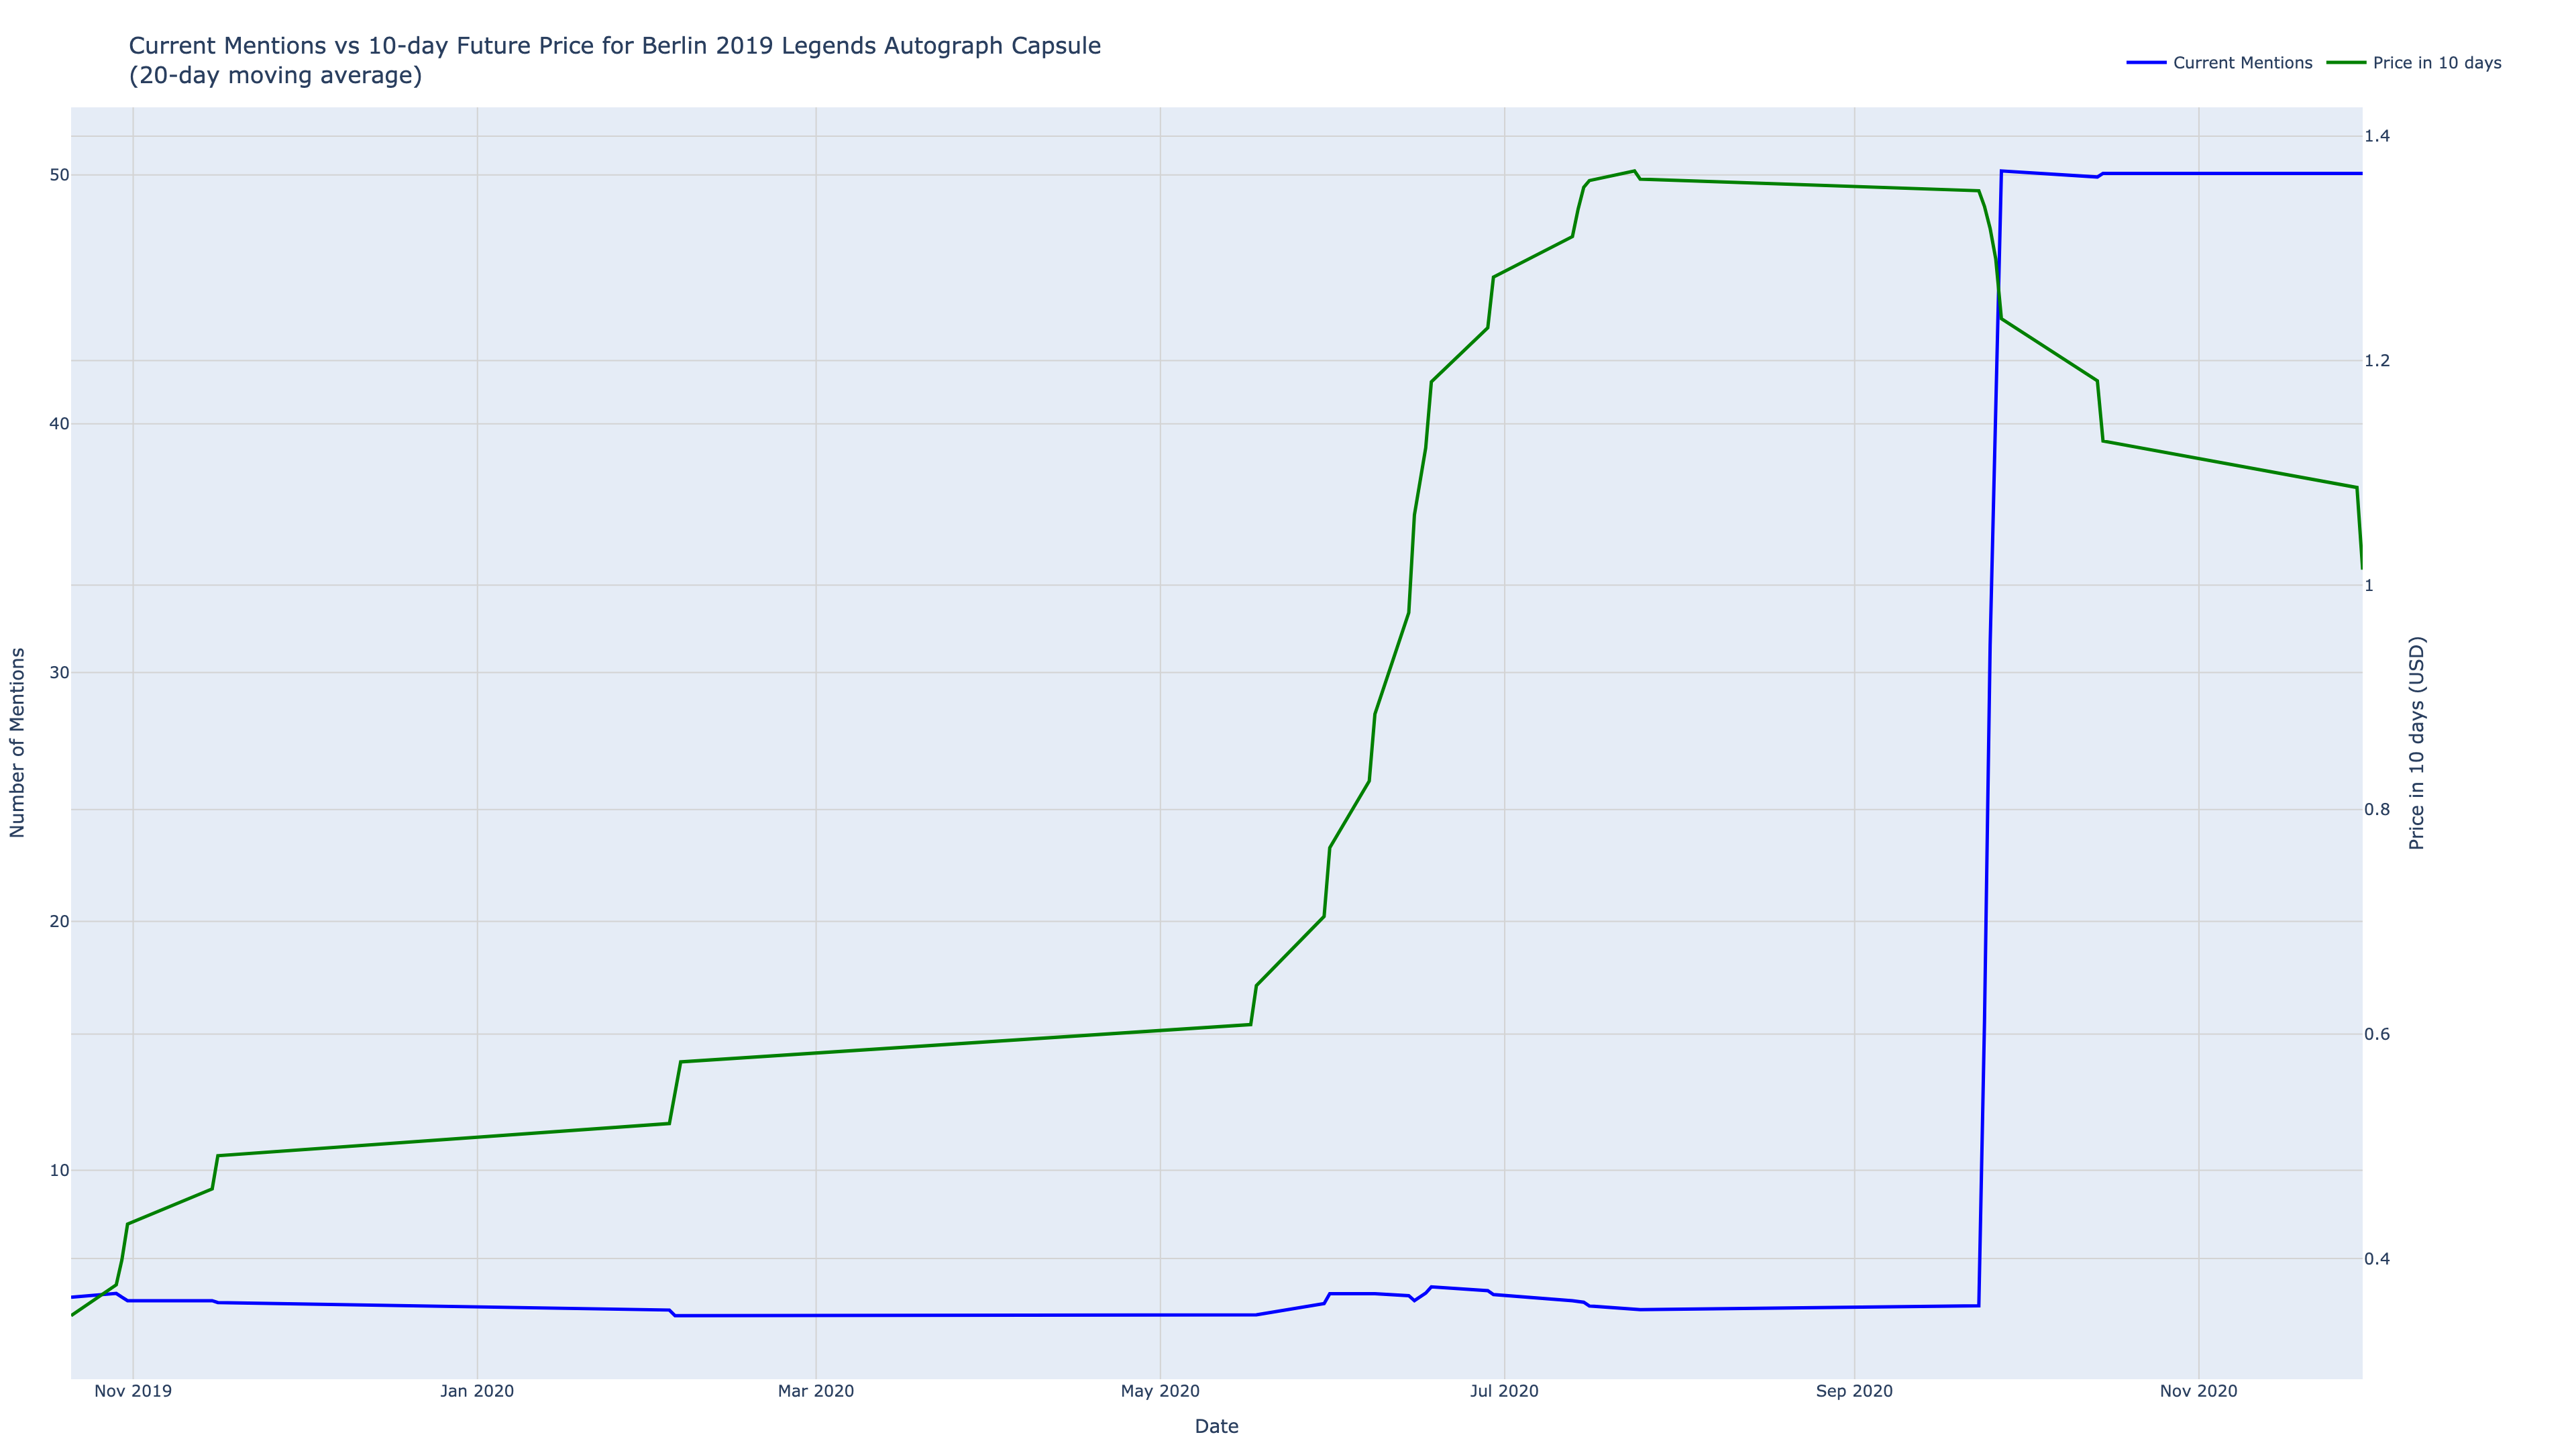 Current Mentions vs 10-day Future Price for Berlin 2019 Legends Autograph Capsule
(20-day moving average)
Current Mentions
Price in 10 days
50
40
30
20
10
Number of Mentions
1.4
1.2
1
0.8
0.6
0.4
Price in 10 days (USD)
Nov 2019
Jan 2020
Mar 2020
May 2020
Jul 2020
Sep 2020
Nov 2020
Date